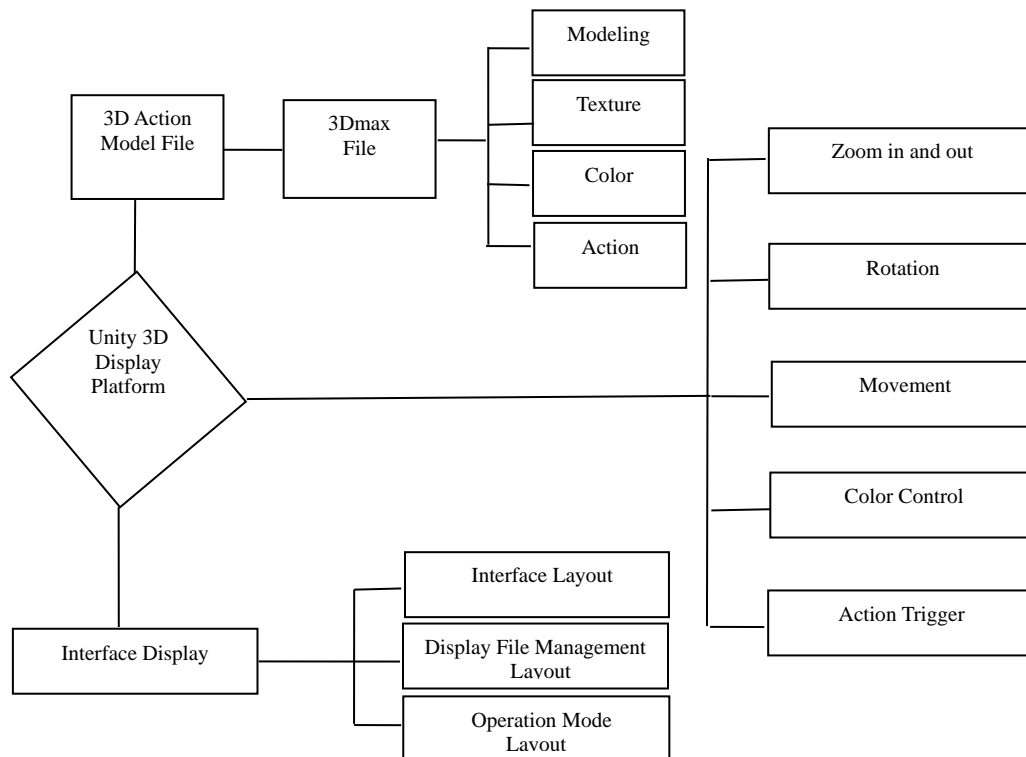 Modeling
3D Action
Model File
3Dmax
File
Texture
Color
Action
Zoom in and out
Rotation
Unity 3D
Display
Platform
Movement
Color Control
Action Trigger
Interface Layout
Interface Display
Display File Management
Layout
Operation Mode
Layout